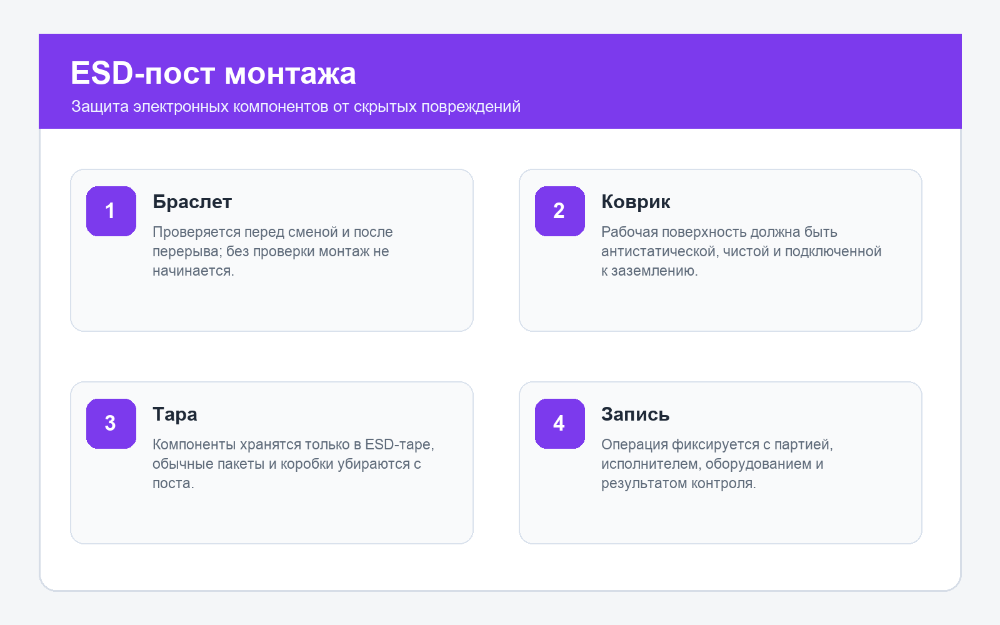 ESD-пост монтажа
Защита электронных компонентов от скрытых повреждений
1
Браслет
Проверяется перед сменой и после
перерыва; без проверки монтаж не
начинается.
2
Коврик
Рабочая поверхность должна быть
антистатической, чистой и подключенной
к заземлению.
3
Тара
Компоненты хранятся только в ESD-таре,
обычные пакеты и коробки убираются с
поста.
4
Запись
Операция фиксируется с партией,
исполнителем, оборудованием и
результатом контроля.